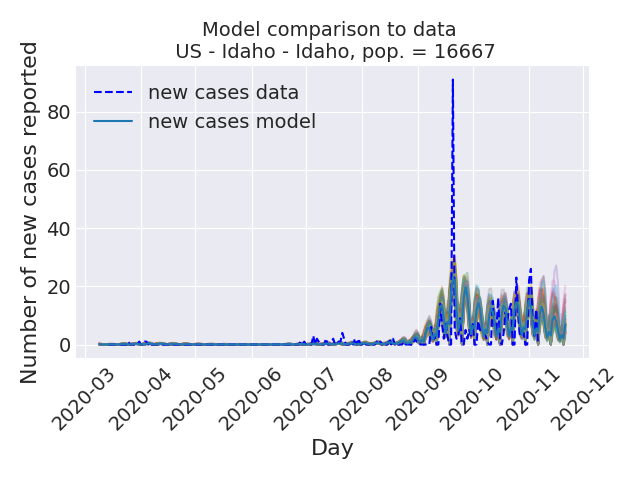 Model comparison to data
US - Idaho - Idaho, pop. = 16667
Number of new cases reported
new cases data
new cases model
80
60
40
20
0
2020-03
2020-04
2020-05
2020-06
2020-07
2020-08
2020-09
2020-10
2020-11
2020-12
Day